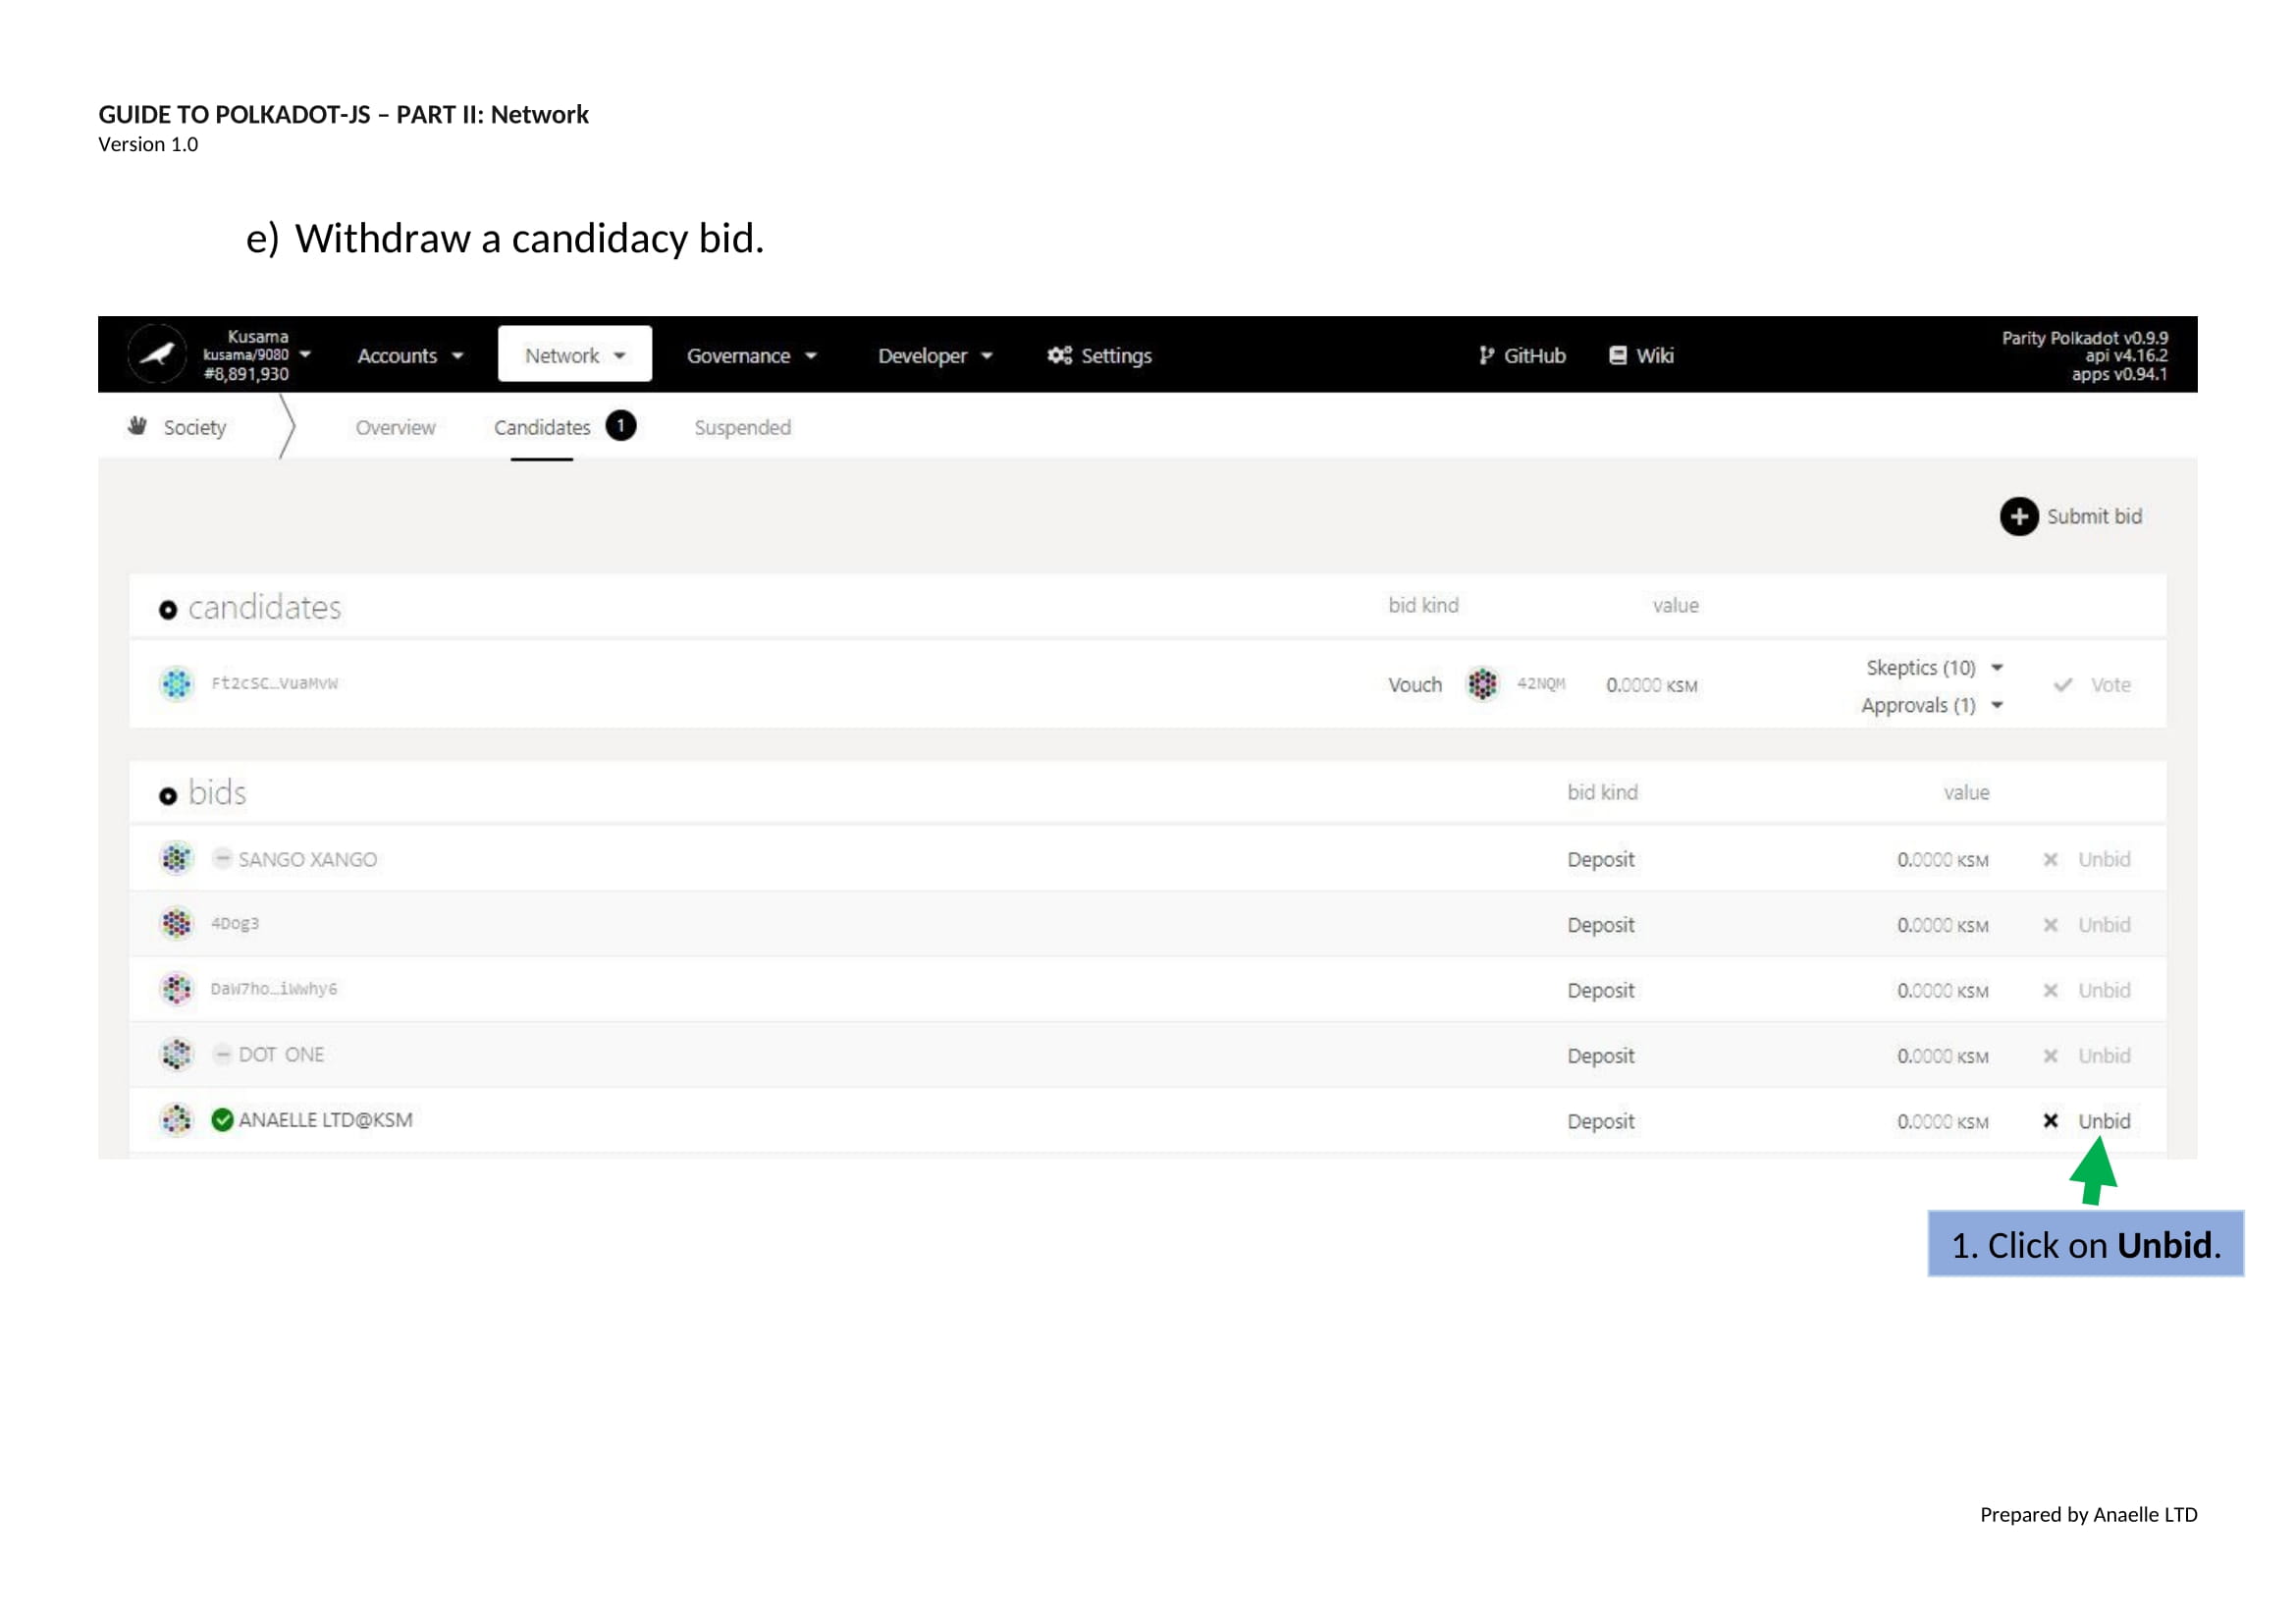 GUIDE TO POLKADOT-JS – PART II: Network
Version 1.0
e) Withdraw a candidacy bid.
Kusama
kusama/9080
#8,891,930
Accounts
Network
Governance
Developer
Settings
GitHub
Wiki
Parity Polkadot v0.9.9
api v4.16.2
apps v0.94.1
Society
Overview
Candidates 1
Suspended
Submit bid
candidates bid kind value
Ft2cSC…VuaMvW Vouch 42NQM 0.0000 KSM
Skeptics (10)
Approvals (1)
Vote
bids bid kind value
SANGO XANGO Deposit 0.0000 KSM Unbid
4Dog3 Deposit 0.0000 KSM Unbid
DaW7ho…iWwhy6 Deposit 0.0000 KSM Unbid
DOT ONE Deposit 0.0000 KSM Unbid
ANAELLE LTD@KSM Deposit 0.0000 KSM Unbid
1. Click on Unbid.
Prepared by Anaelle LTD